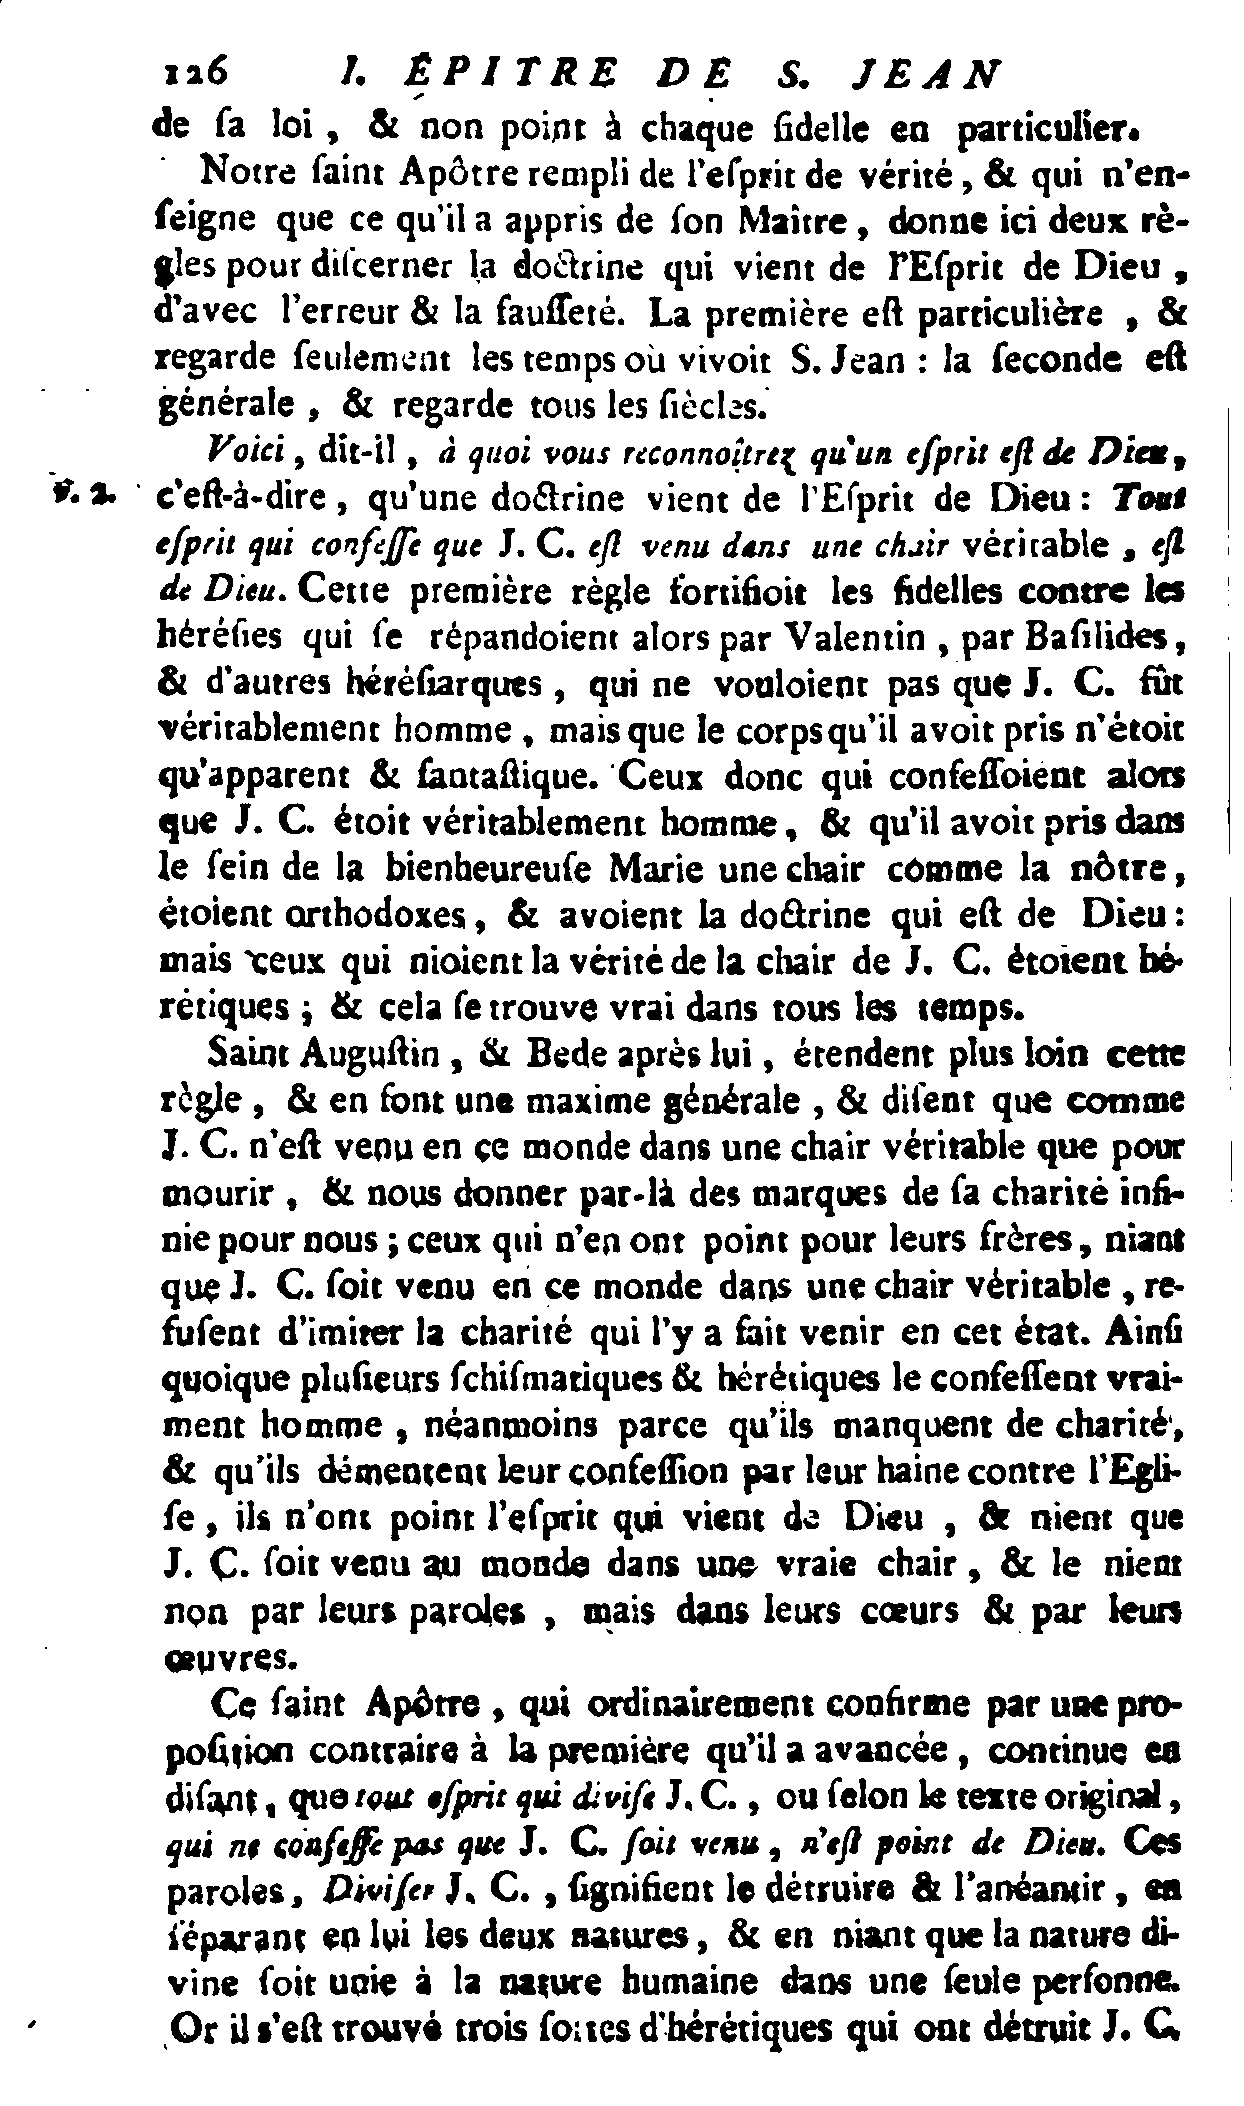 126 I. ÉPITRE DE S. JEAN
de ſa loi, & non point à chaque fidelle en particulier.
Notre ſaint Apôtre rempli de l'eſprit de vérité, & qui n'en-
ſeigne que ce qu'il a appris de ſon Maître, donne ici deux rè-
gles pour diſcerner la doctrine qui vient de l'Eſprit de Dieu,
d'avec l'erreur & la fauſſeté. La première eſt particulière, &
regarde ſeulement les temps où vivoit S. Jean : la ſeconde eſt
générale, & regarde tous les ſiècles.
Voici, dit-il, à quoi vous reconnoîtrez qu'un eſprit eſt de Dieu,
℣. 2. c'eſt-à-dire, qu'une doctrine vient de l'Eſprit de Dieu : Tout
eſprit qui confeſſe que J. C. eſt venu dans une chair véritable, eſt
de Dieu. Cette première règle fortifioit les fidelles contre les
héréſies qui ſe répandoient alors par Valentin, par Baſilides,
& d'autres héréſiarques, qui ne vouloient pas que J. C. fût
véritablement homme, mais que le corps qu'il avoit pris n'étoit
qu'apparent & fantaſtique. Ceux donc qui confeſſoient alors
que J. C. étoit véritablement homme, & qu'il avoit pris dans
le ſein de la bienheureuſe Marie une chair comme la nôtre,
étoient orthodoxes, & avoient la doctrine qui eſt de Dieu :
mais ceux qui nioient la vérité de la chair de J. C. étoient hé-
rétiques ; & cela ſe trouve vrai dans tous les temps.
Saint Auguſtin, & Bede après lui, étendent plus loin cette
règle, & en font une maxime générale, & diſent que comme
J. C. n'eſt venu en ce monde dans une chair véritable que pour
mourir, & nous donner par-là des marques de ſa charité infi-
nie pour nous ; ceux qui n'en ont point pour leurs frères, niant
que J. C. ſoit venu en ce monde dans une chair véritable, re-
fuſent d'imiter la charité qui l'y a fait venir en cet état. Ainſi
quoique pluſieurs ſchiſmatiques & hérétiques le confeſſent vrai-
ment homme, néanmoins parce qu'ils manquent de charité,
& qu'ils démentent leur confeſſion par leur haine contre l'Egli-
ſe, ils n'ont point l'eſprit qui vient de Dieu, & nient que
J. C. ſoit venu au monde dans une vraie chair, & le nient
non par leurs paroles, mais dans leurs cœurs & par leurs
œuvres.
Ce ſaint Apôtre, qui ordinairement confirme par une pro-
poſition contraire à la première qu'il a avancée, continue en
diſant, que tout eſprit qui diviſe J. C., ou ſelon le texte original,
qui ne confeſſe pas que J. C. ſoit venu, n'eſt point de Dieu. Ces
paroles, Diviſer J. C., ſignifient le détruire & l'anéantir, en
ſéparant en lui les deux natures, & en niant que la nature di-
vine ſoit unie à la nature humaine dans une ſeule perſonne.
Or il s'eſt trouvé trois ſortes d'hérétiques qui ont détruit J. C.